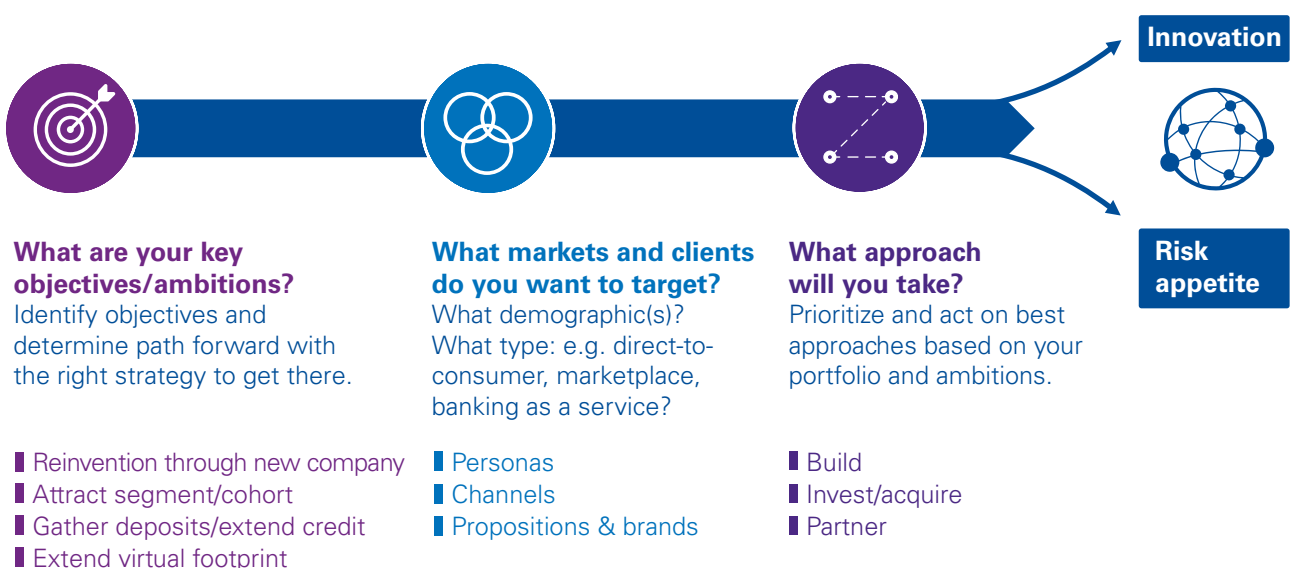 Innovation
Risk
appetite
What are your key
objectives/ambitions?
Identify objectives and
determine path forward with
the right strategy to get there.
Reinvention through new company
Attract segment/cohort
Gather deposits/extend credit
Extend virtual footprint
What markets and clients
do you want to target?
What demographic(s)?
What type: e.g. direct-to-
consumer, marketplace,
banking as a service?
Personas
Channels
Propositions & brands
What approach
will you take?
Prioritize and act on best
approaches based on your
portfolio and ambitions.
Build
Invest/acquire
Partner